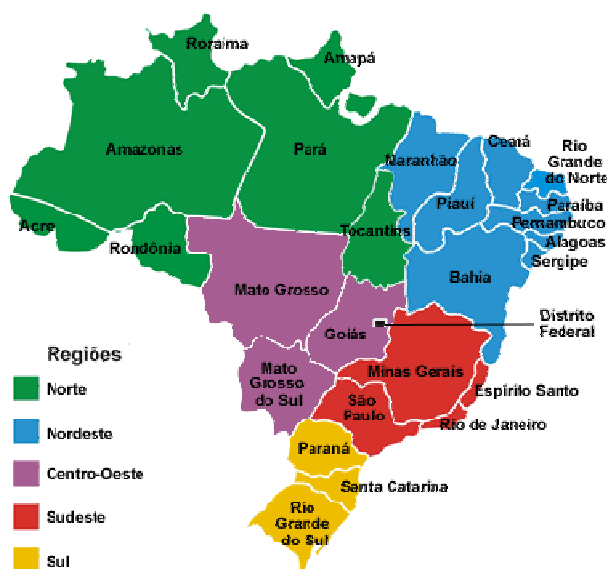 Roraima
Amapá
Amazonas
Pará
Naranhão
Ceará
Rio
Grande
do Norte
Piauí
Paraíba
Pernambuco
Alagoas
Sergipe
Acre
Rondônia
Tocantins
Bahia
Mato Grosso
Goiás
Distrito
Federal
Mato
Grosso
do Sul
Minas Gerais
Espírito Santo
São
Paulo
Rio de Janeiro
Paraná
Santa Catarina
Rio
Grande
do Sul
Regiões
Norte
Nordeste
Centro-Oeste
Sudeste
Sul